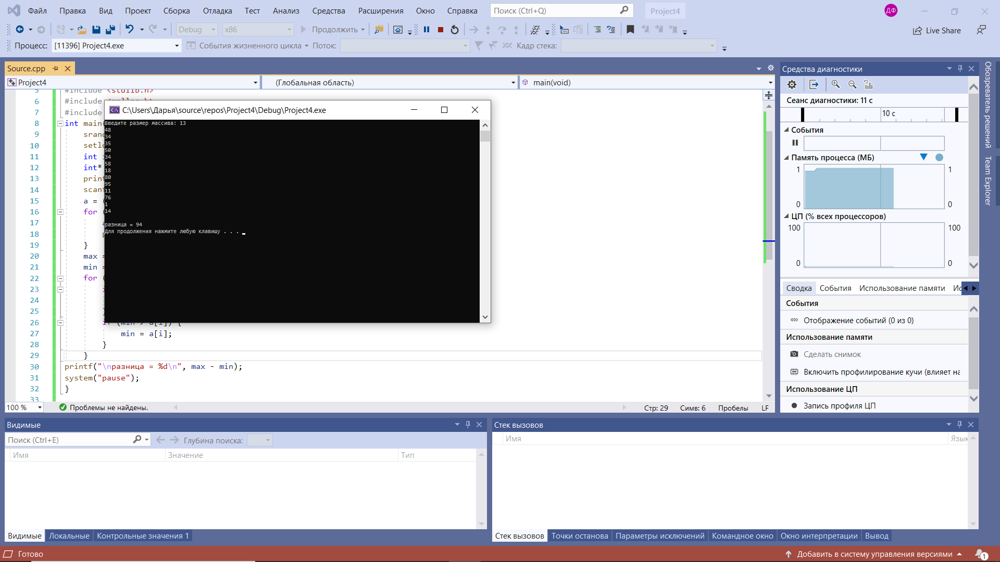 Файл Правка Вид Проект Сборка Отладка Тест Анализ Средства Расширения Окно Справка Поиск (Ctrl+Q) Project4 ДФ
Debug x86 Продолжить Live Share
Процесс: [11396] Project4.exe События жизненного цикла Поток: Кадр стека:
Source.cpp
Project4 (Глобальная область) main(void)
5 #include <stdlib.h>
6 #include
7 #include
8 int main(
9
10
11 int
12 int*
13
14
15 a = (
16 for (
17
18
19 }
20 max =
21 min =
22 for (
23
24
25
26 if (min > a[i]) {
27 min = a[i];
28 }
29 }
30 printf("\nразница = %d\n", max - min);
31 system("pause");
32 }
33
C:\Users\Дарья\source\repos\Project4\Debug\Project4.exe
Введите размер массива: 13
48
34
35
50
34
58
18
80
95
11
76
1
14
разница = 94
Для продолжения нажмите любую клавишу . . .
100 % Проблемы не найдены. Стр: 29 Симв: 6 Пробелы LF
Средства диагностики
Сеанс диагностики: 11 с
10 с
События
Память процесса (МБ)
1 1
0 0
ЦП (% всех процессоров)
100 100
0 0
Сводка События Использование памяти Ис
События
Отображение событий (0 из 0)
Использование памяти
Сделать снимок
Включить профилирование кучи (влияет на
Использование ЦП
Запись профиля ЦП
Обозреватель решений
Team Explorer
Видимые
Поиск (Ctrl+E) Глубина поиска:
Имя Значение Тип
Видимые Локальные Контрольные значения 1
Стек вызовов
Имя Язык
Стек вызовов Точки останова Параметры исключений Командное окно Окно интерпретации Вывод
Готово Добавить в систему управления версиями 1